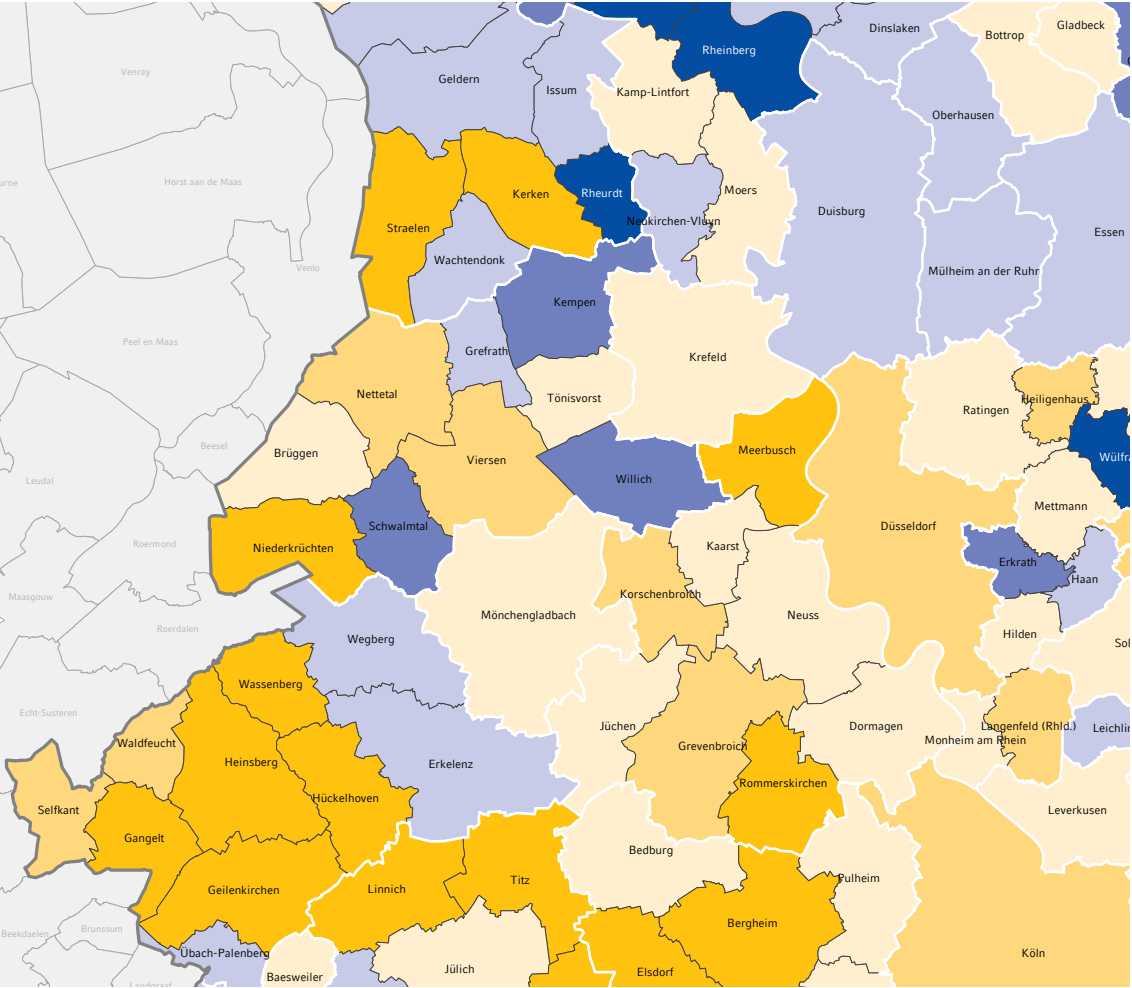 Gladbeck
Dinslaken
Bottrop
Rheinberg
Venray
Geldern
Issum
Kamp-Lintfort
Oberhausen
Horst aan de Maas
Kerken
Rheurdt
Moers
Duisburg
Neukirchen-Vluyn
Straelen
Essen
Wachtendonk
Venlo
Mülheim an der Ruhr
Kempen
Peel en Maas
Grefrath
Krefeld
Nettetal
Tönisvorst
Heiligenhaus
Ratingen
Beesel
Brüggen
Meerbusch
Viersen
Wülfra
Leudal
Willich
Mettmann
Schwalmtal
Düsseldorf
Roermond
Niederkrüchten
Kaarst
Erkrath
Haan
Maasgouw
Korschenbroich
Mönchengladbach
Neuss
Roerdalen
Wegberg
Hilden
Sol
Wassenberg
Echt-Susteren
Jüchen
Dormagen
Langenfeld (Rhld.)
Leichlin
Monheim am Rhein
Waldfeucht
Grevenbroich
Heinsberg
Erkelenz
Rommerskirchen
Hückelhoven
Selfkant
Leverkusen
Gangelt
Bedburg
Pulheim
Titz
Geilenkirchen
Linnich
Bergheim
Brunssum
Beekdaelen
Übach-Palenberg
Köln
Jülich
Elsdorf
Baesweiler
Landgraaf